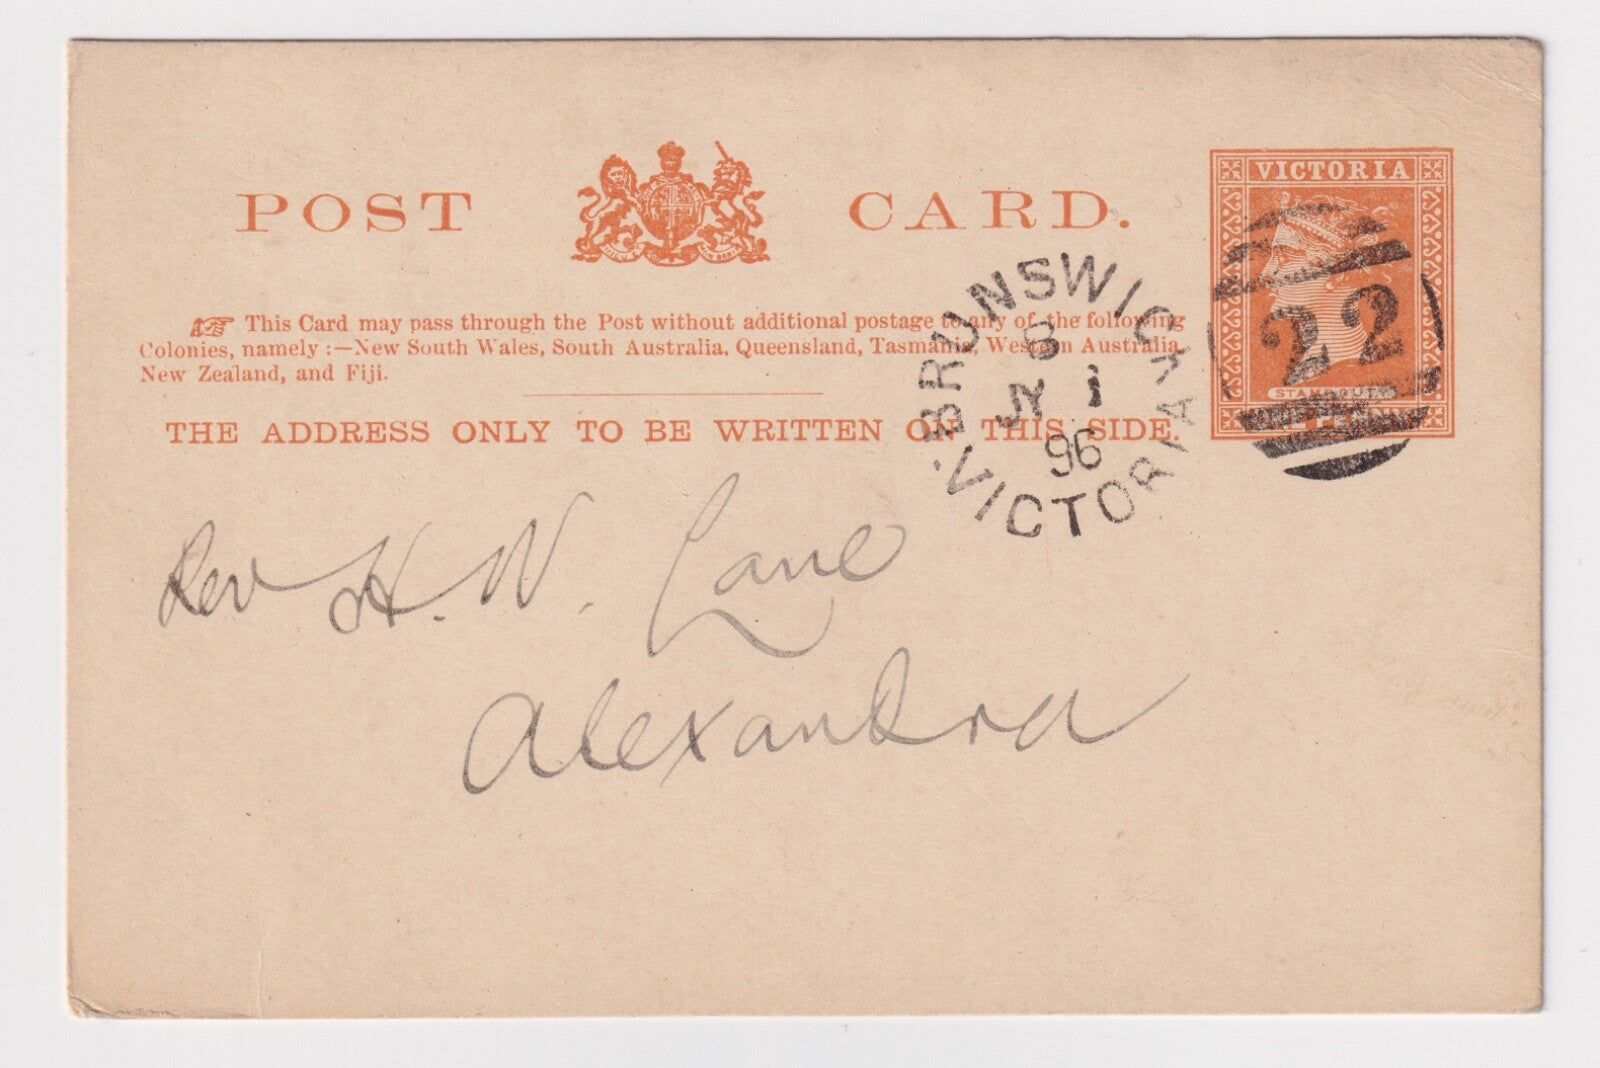 POST CARD.
VICTORIA
This Card may pass through the Post without additional postage to any of the following
Colonies, namely :—New South Wales, South Australia, Queensland, Tasmania, Western Australia
New Zealand, and Fiji.
THE ADDRESS ONLY TO BE WRITTEN ON THIS SIDE.
BRUNSWICK
JY 1
96
VICTORIA
22
Rev H. W. Lane
Alexandra